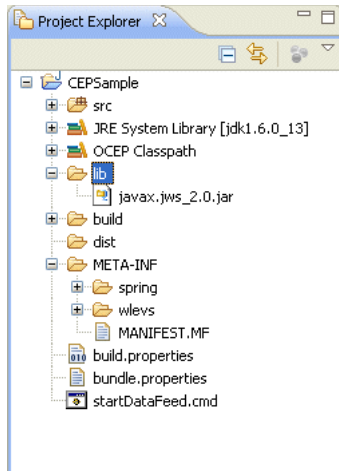 Project Explorer
CEPSample
src
JRE System Library [jdk1.6.0_13]
OCEP Classpath
lib
javax.jws_2.0.jar
build
dist
META-INF
spring
wlevs
MANIFEST.MF
build.properties
bundle.properties
startDataFeed.cmd